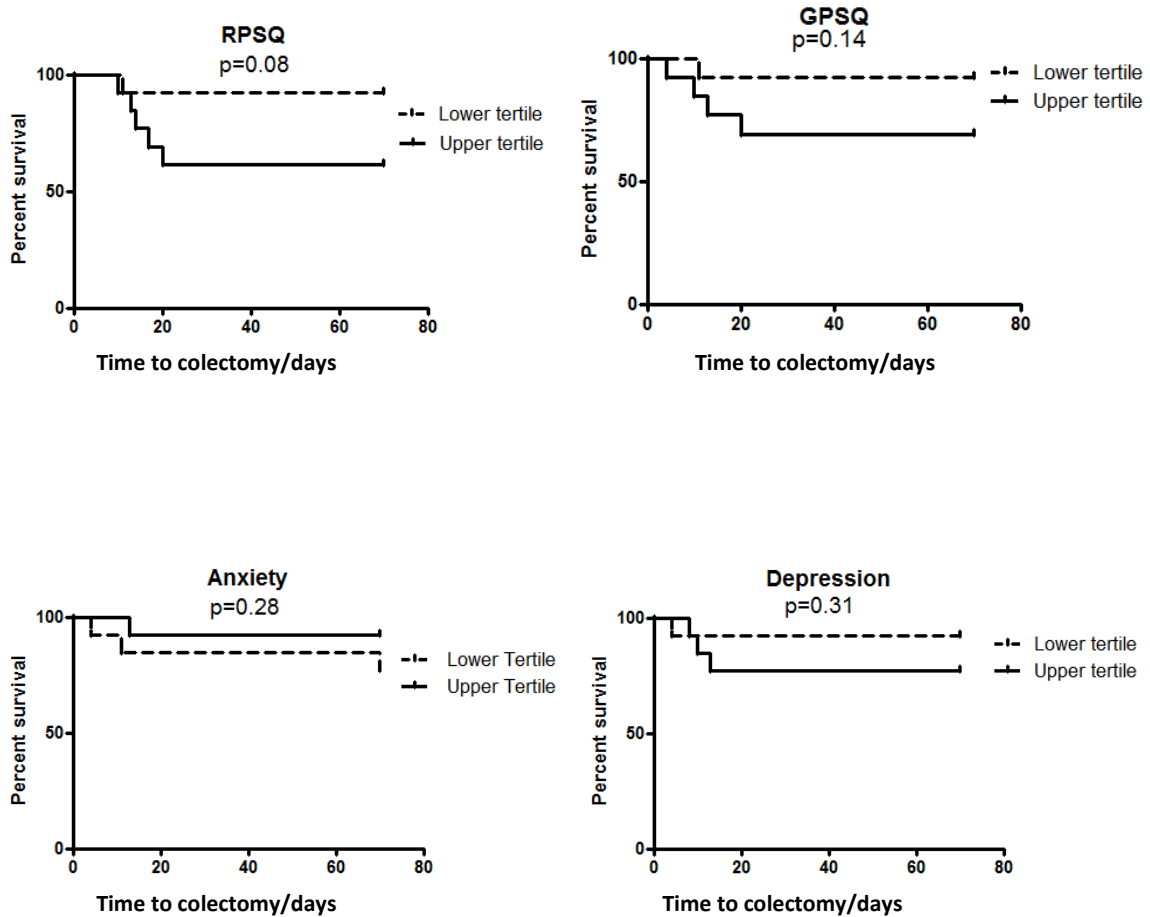 RPSQ
p=0.08
100
50
0
Percent survival
0 20 40 60 80
Time to colectomy/days
Lower tertile
Upper tertile
GPSQ
p=0.14
100
50
0
Percent survival
0 20 40 60 80
Time to colectomy/days
Lower tertile
Upper tertile
Anxiety
p=0.28
100
50
0
Percent survival
0 20 40 60 80
Time to colectomy/days
Lower Tertile
Upper Tertile
Depression
p=0.31
100
50
0
Percent survival
0 20 40 60 80
Time to colectomy/days
Lower tertile
Upper tertile